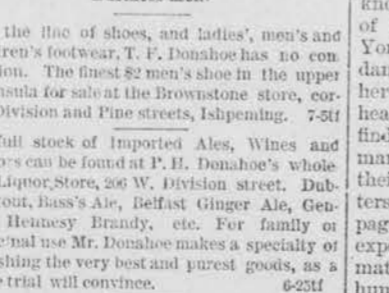 the line of shoes, and ladies', men's and
ren's footwear, T. F. Donahoe has no con
ion. The finest $2 men's shoe in the upper
nsula for sale at the Brownstone store, cor-
Division and Pine streets, Ishpeming. 7-5tf
full stock of Imported Ales, Wines and
ors can be found at P. H. Donahoe's whole
Liquor Store, 206 W. Division street. Dub-
out, Bass's Ale, Belfast Ginger Ale, Gen-
Hennesy Brandy, etc. For family or
nal use Mr. Donahoe makes a specialty of
shing the very best and purest goods, as a
e trial will convince. 6-25tf
of
Yor
dan
her
hea
find
man
thei
ters
pag
exp
mat